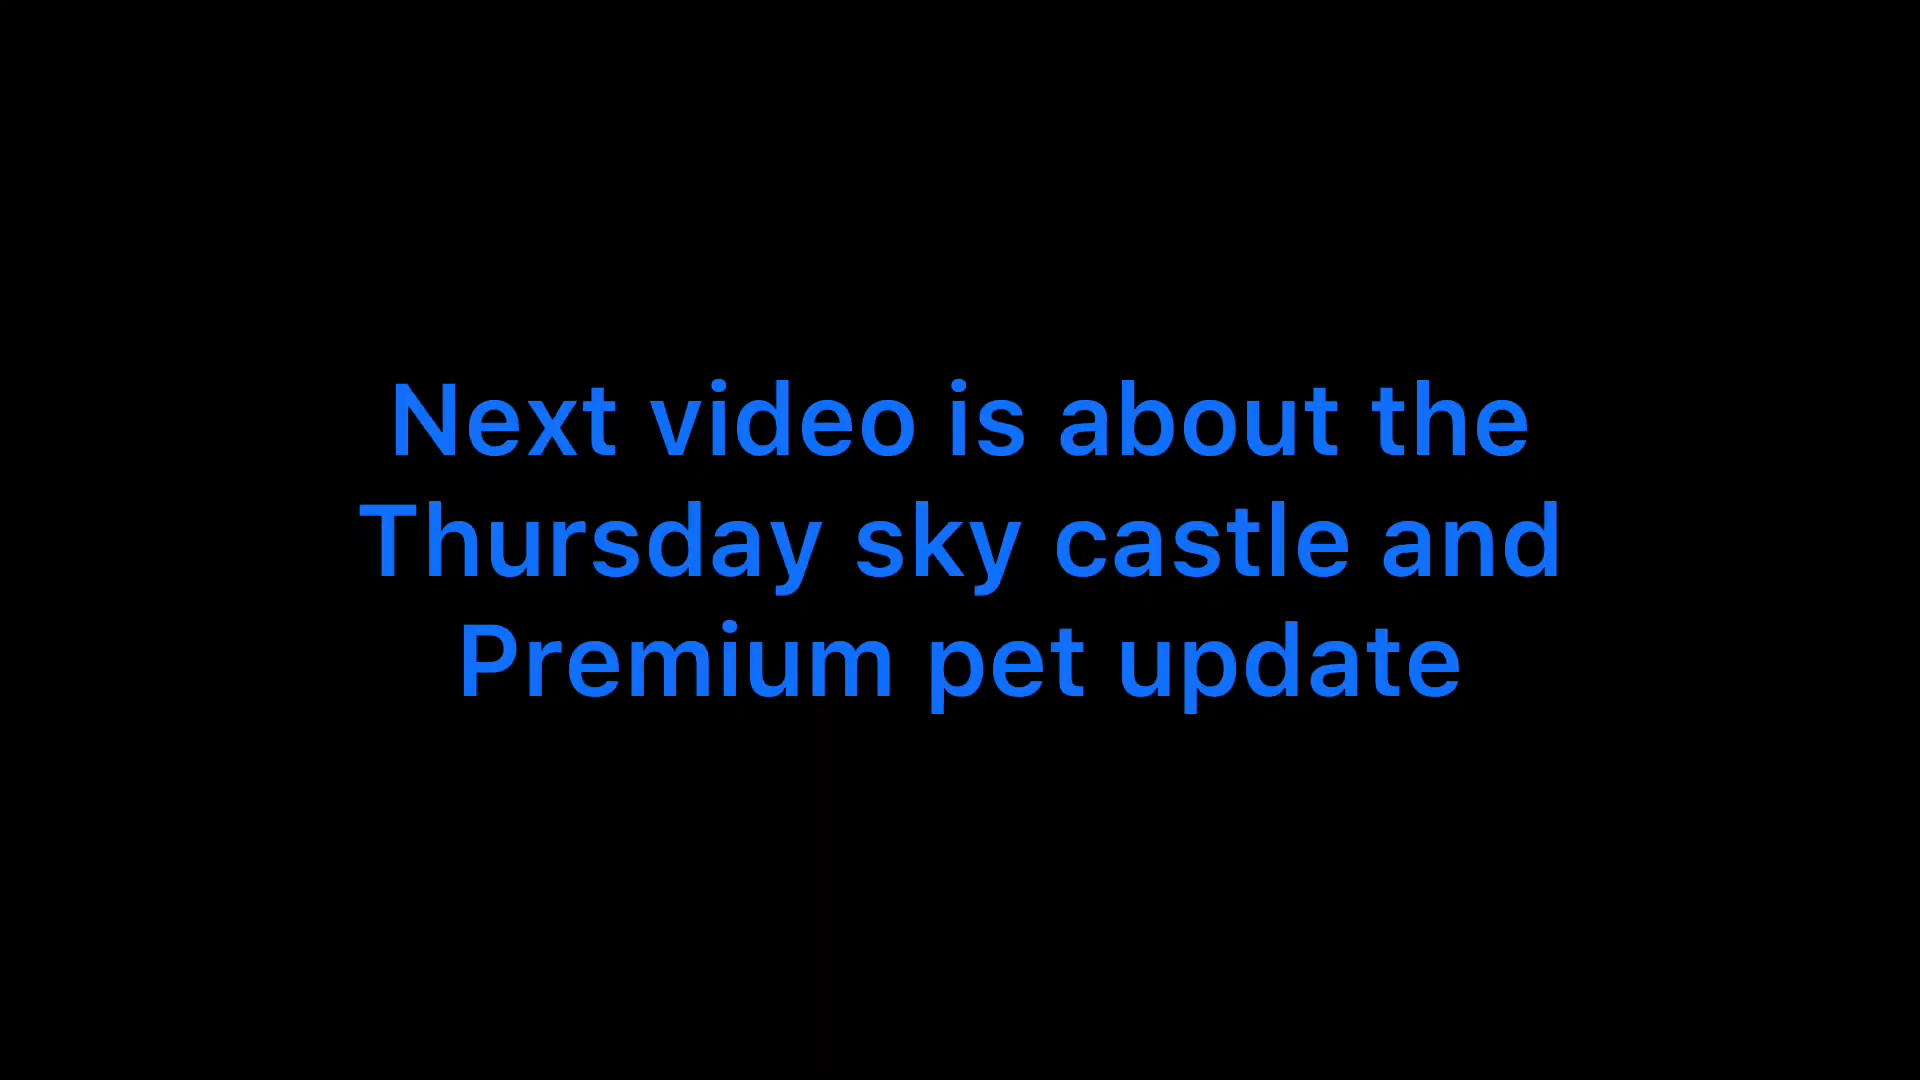 Next video is about the
Thursday sky castle and
Premium pet update